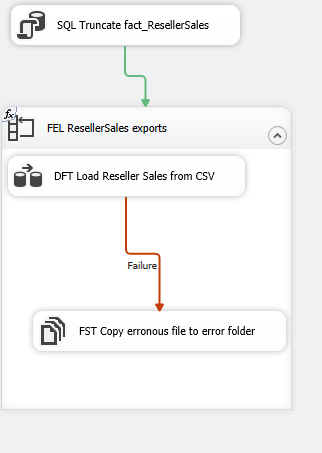 SQL Truncate fact_ResellerSales
fx
FEL ResellerSales exports
DFT Load Reseller Sales from CSV
Failure
FST Copy erronous file to error folder